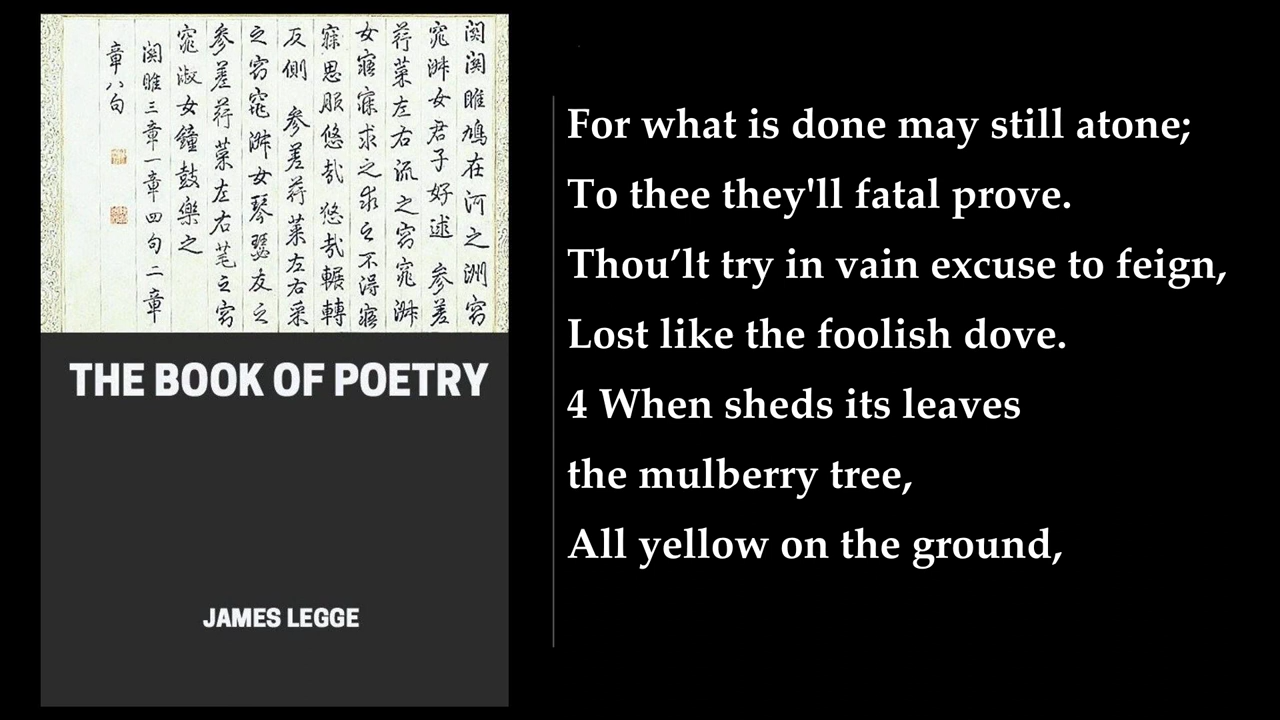 關關雎鳩在河之洲窈
窕淑女君子好逑 參差
荇菜左右流之窈窕淑
女寤寐求之求之不得寤
寐思服悠哉悠哉輾轉
反側 參差荇菜左右采
之窈窕淑女琴瑟友之
參差荇菜左右芼之窈
窕淑女鐘鼓樂之
關雎三章一章四句二章
章八句
THE BOOK OF POETRY
JAMES LEGGE
For what is done may still atone;
To thee they'll fatal prove.
Thou’lt try in vain excuse to feign,
Lost like the foolish dove.
4 When sheds its leaves
the mulberry tree,
All yellow on the ground,